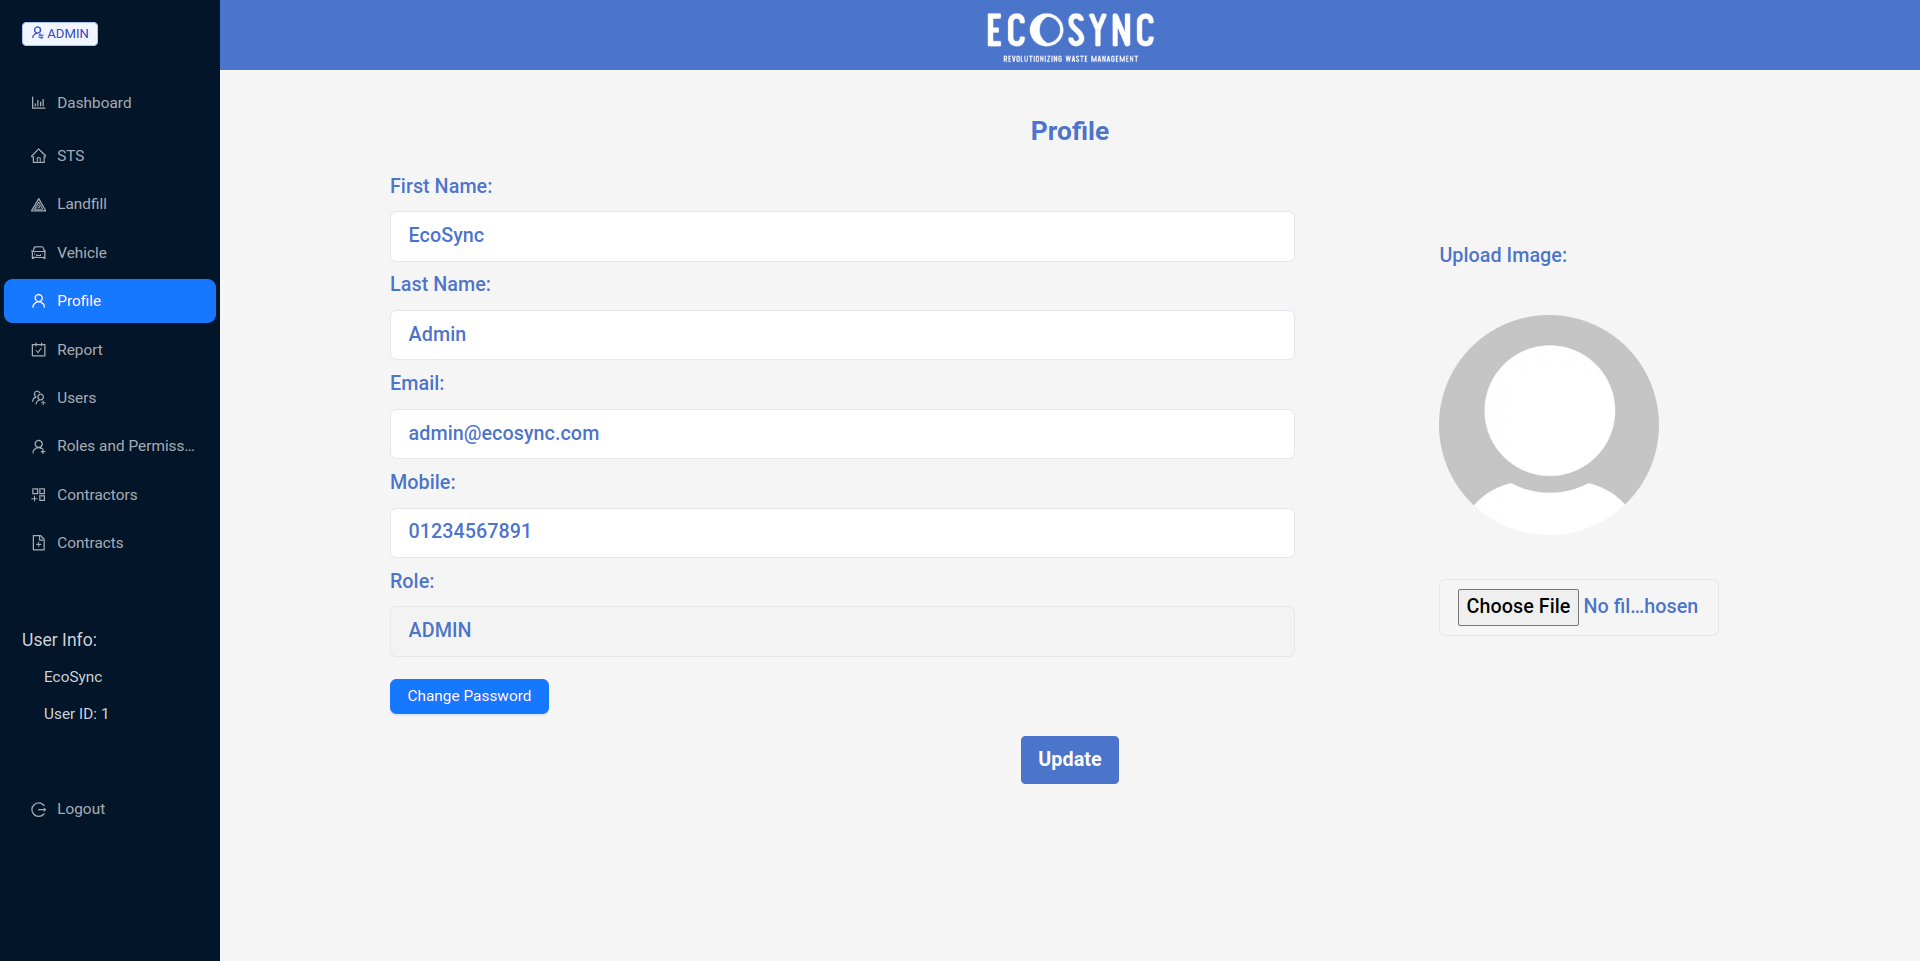 ADMIN
Dashboard
STS
Landfill
Vehicle
Profile
Report
Users
Roles and Permiss...
Contractors
Contracts
User Info:
EcoSync
User ID: 1
Logout
ECOSYNC
REVOLUTIONIZING WASTE MANAGEMENT
Profile
First Name:
EcoSync
Last Name:
Admin
Email:
admin@ecosync.com
Mobile:
01234567891
Role:
ADMIN
Change Password
Upload Image:
Choose File No fil...hosen
Update